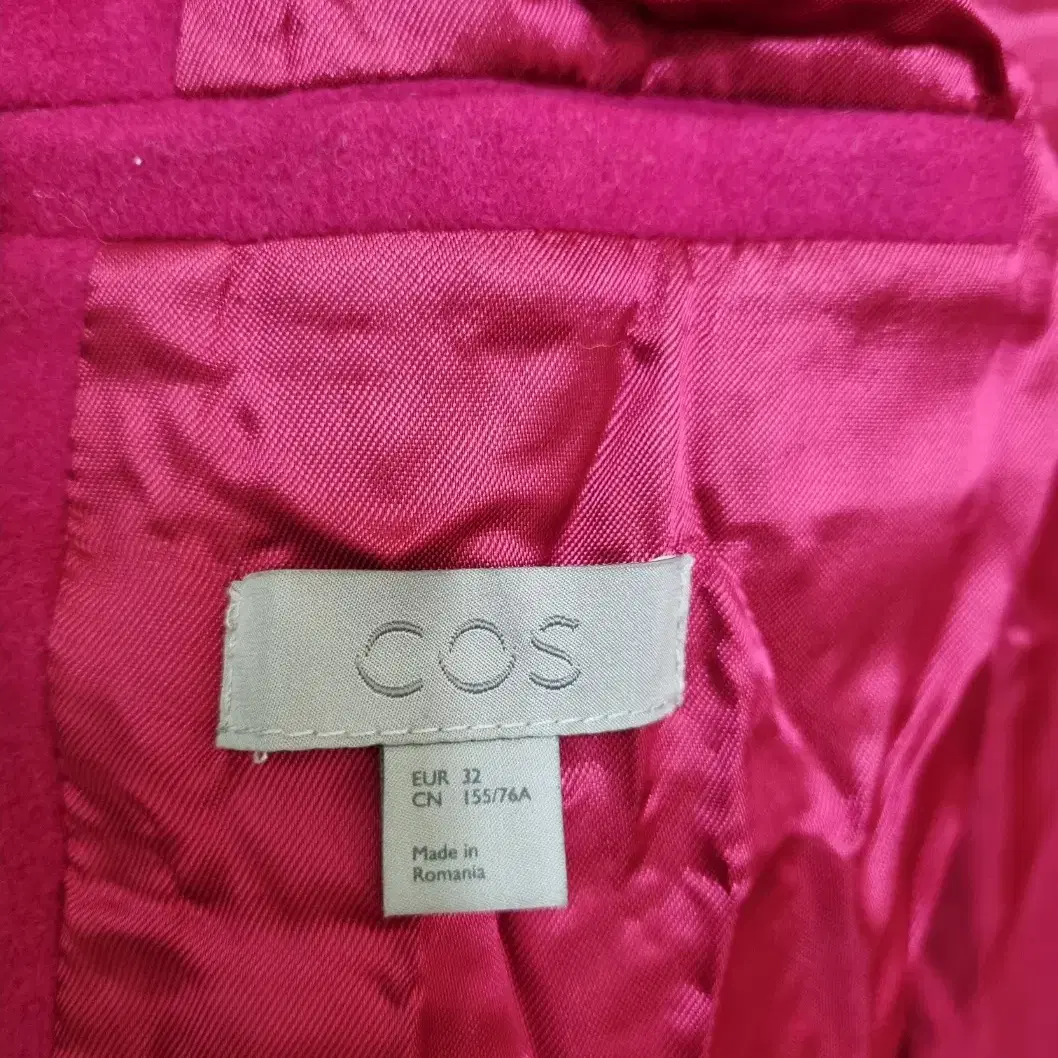 COS
EUR 32
CN 155/76A
Made in
Romania